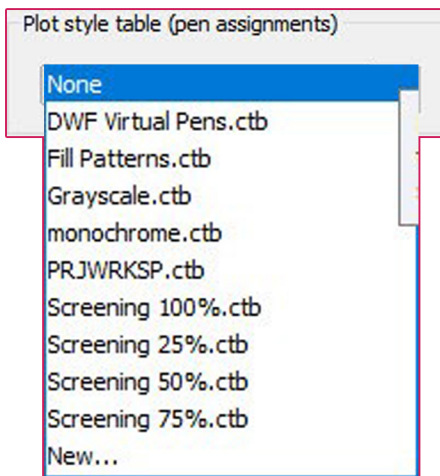 Plot style table (pen assignments)
None
DWF Virtual Pens.ctb
Fill Patterns.ctb
Grayscale.ctb
monochrome.ctb
PRJWRKSP.ctb
Screening 100%.ctb
Screening 25%.ctb
Screening 50%.ctb
Screening 75%.ctb
New...